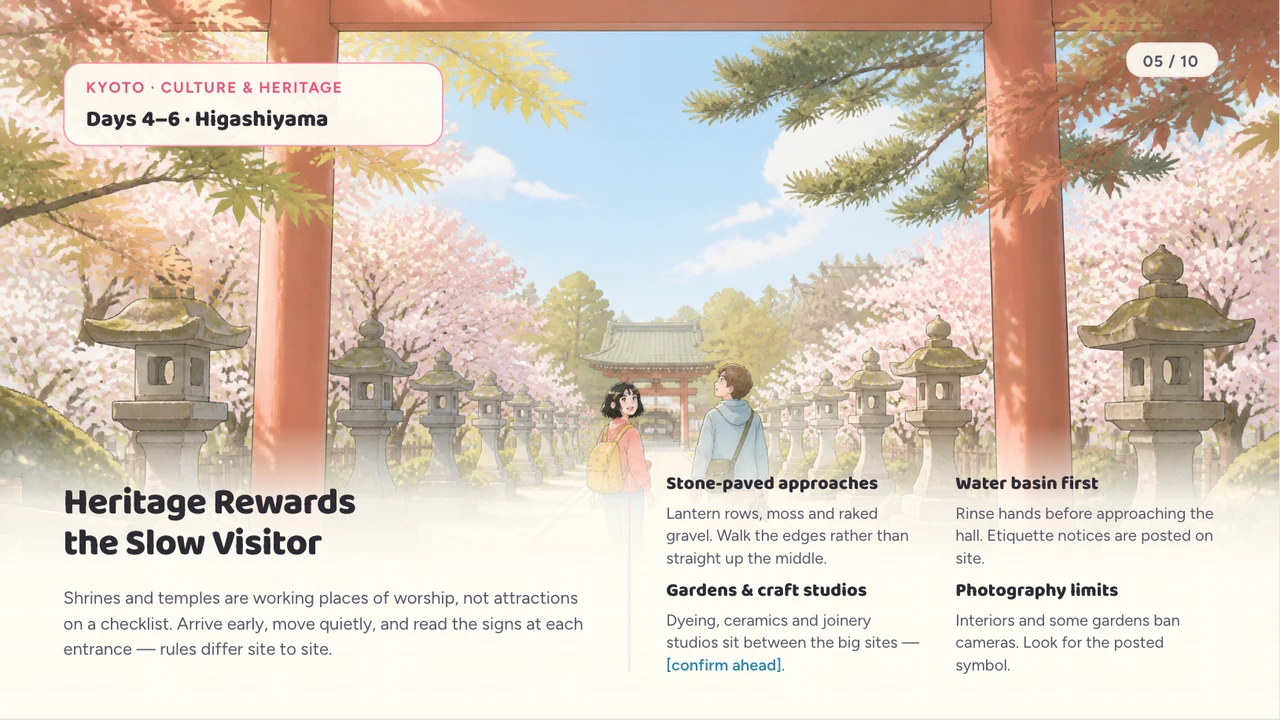 KYOTO · CULTURE & HERITAGE
Days 4–6 · Higashiyama
05 / 10
Heritage Rewards
the Slow Visitor
Shrines and temples are working places of worship, not attractions
on a checklist. Arrive early, move quietly, and read the signs at each
entrance — rules differ site to site.
Stone-paved approaches
Lantern rows, moss and raked
gravel. Walk the edges rather than
straight up the middle.
Water basin first
Rinse hands before approaching the
hall. Etiquette notices are posted on
site.
Gardens & craft studios
Dyeing, ceramics and joinery
studios sit between the big sites —
[confirm ahead].
Photography limits
Interiors and some gardens ban
cameras. Look for the posted
symbol.